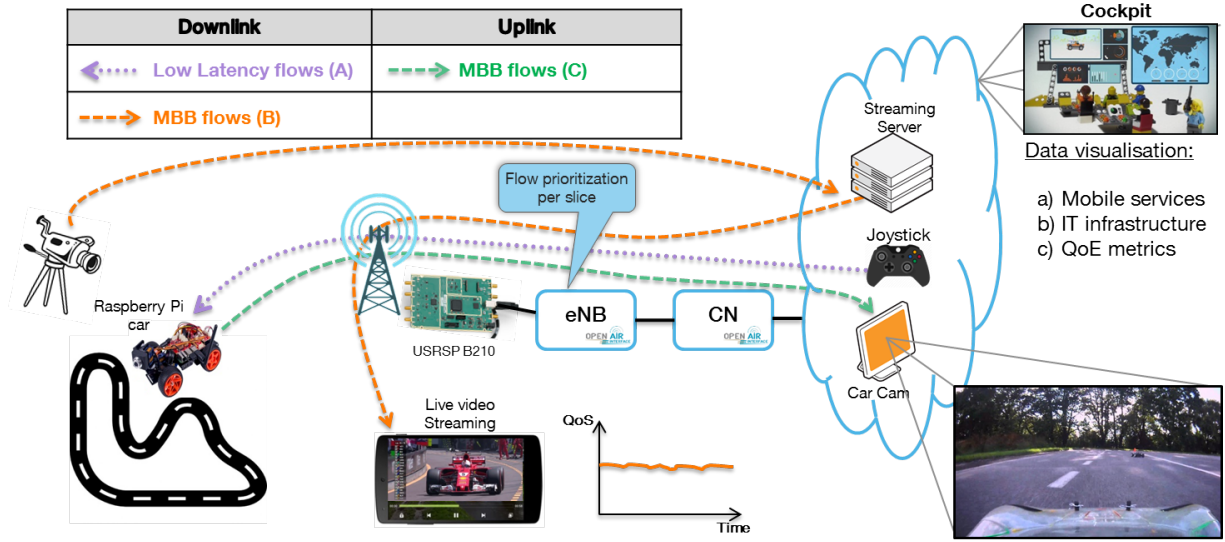 Cockpit
Downlink
Uplink
Low Latency flows (A)
MBB flows (C)
MBB flows (B)
Streaming
Server
Data visualisation:
Flow prioritization
per slice
a) Mobile services
b) IT infrastructure
c) QoE metrics
Joystick
Raspberry Pi
car
eNB
OPEN AIR
INTERFACE
CN
OPEN AIR
INTERFACE
USRSP B210
Car Cam
Live video
Streaming
QoS
Time